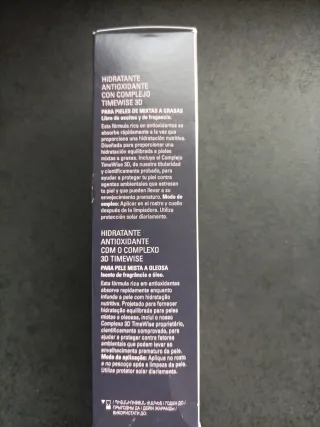 HIDRATANTE
ANTIOXIDANTE
CON COMPLEJO
TIMEWISE 3D
PARA PIELES DE MIXTAS A GRASAS
Libre de aceites y de fragancia.
Esta fórmula rica en antioxidantes se
absorbe rápidamente a la vez que
proporciona una hidratación nutritiva.
Diseñada para proporcionar una
hidratación equilibrada a pieles
mixtas a grasas. Incluye el Complejo
TimeWise 3D, de nuestra titularidad
y científicamente probada, para
ayudar a proteger tu piel contra
agentes ambientales que estresan
tu piel y que pueden llevar a su
envejecimiento prematuro. Modo de
empleo: Aplicar en el rostro y cuello
después de la limpiadora. Utiliza
protección solar diariamente.
HIDRATANTE
ANTIOXIDANTE
COM O COMPLEXO
3D TIMEWISE
PARA PELE MISTA A OLEOSA
Isento de fragrância e óleo.
Esta fórmula rica em antioxidantes
absorve rapidamente enquanto
infunde a pele com hidratação
nutritiva. Projetado para fornecer
hidratação equilibrada para peles
mistas a oleosas, inclui o nosso
Complexo 3D TimeWise proprietário,
cientificamente comprovado, para
ajudar a proteger contra fatores
ambientais que podem levar ao
envelhecimento prematuro da pele.
Modo de aplicação: Aplique no rosto
e no pescoço após a limpeza da pele.
Utilize protetor solar diariamente.
ПРЫГОДНЫ ДА
ВИКОРИСТАТИ ДО: